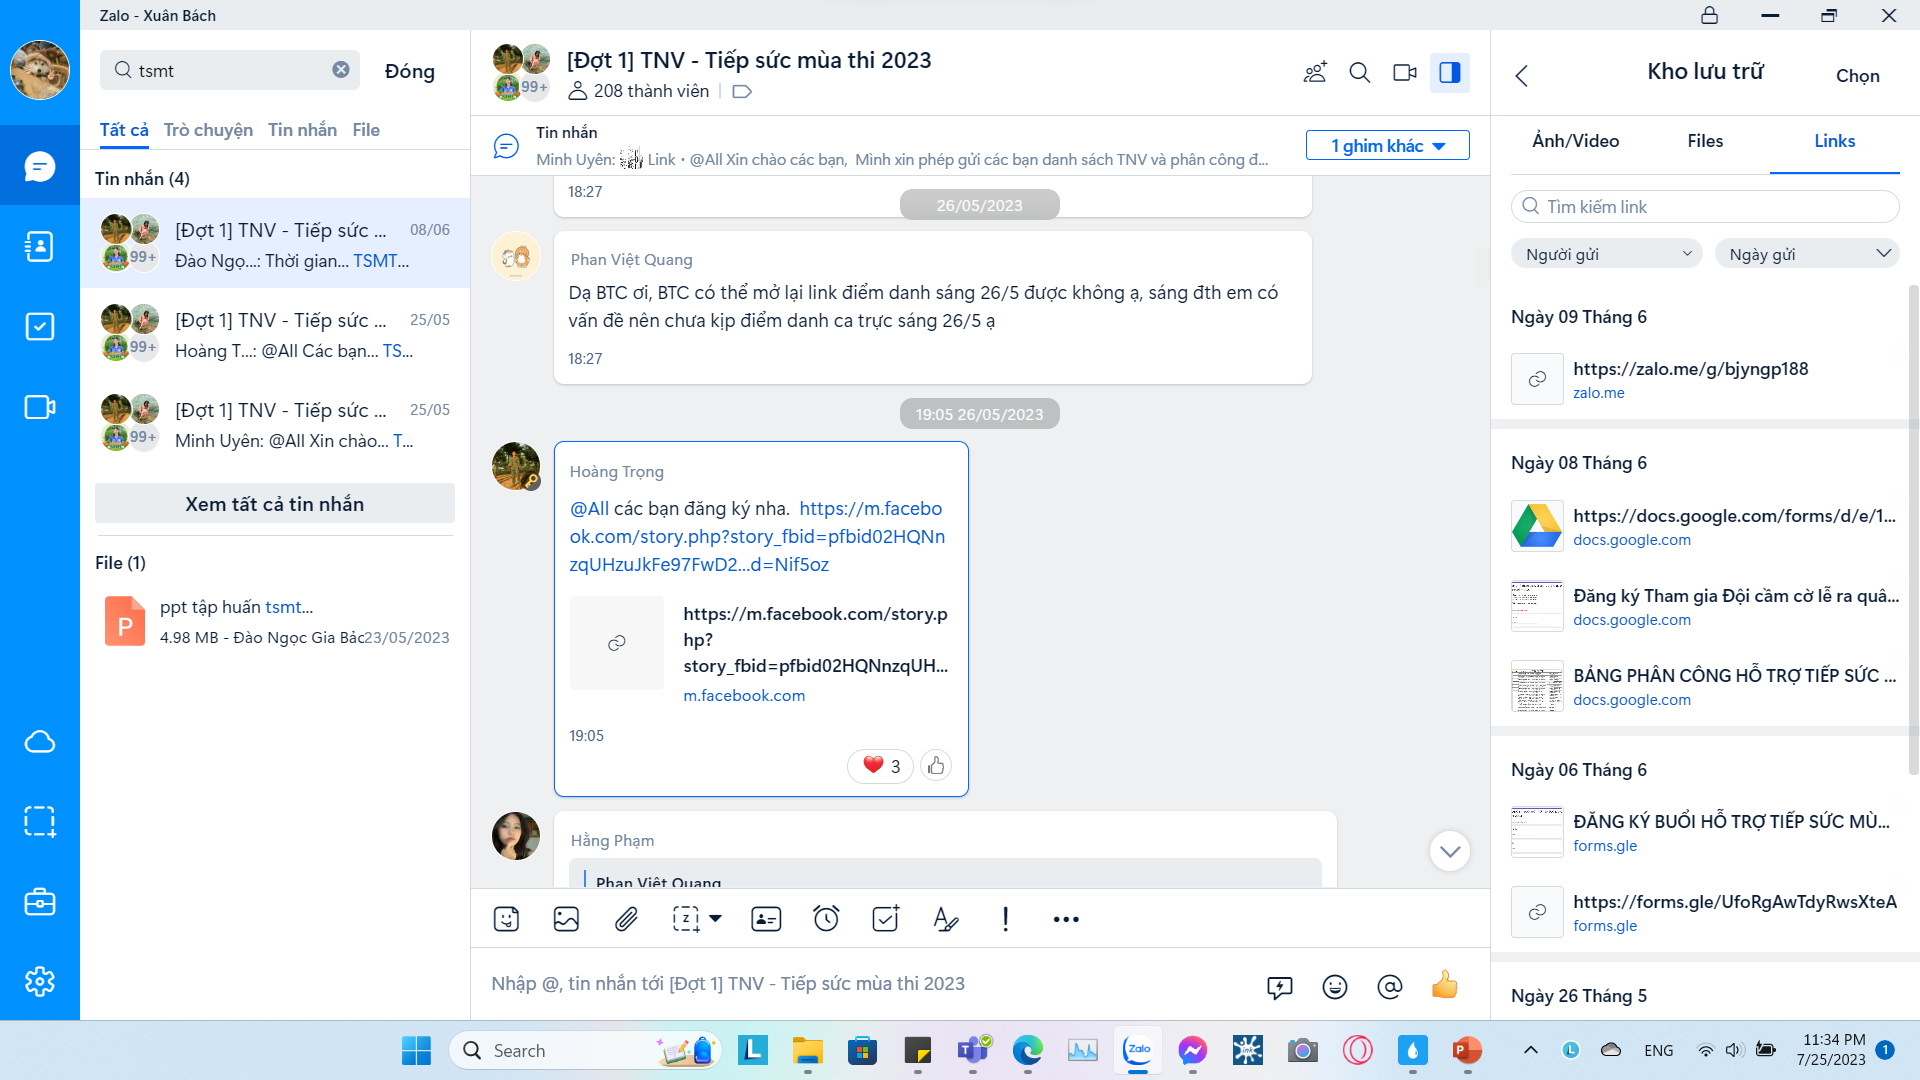 Zalo - Xuân Bách
tsmt
Đóng
Tất cả Trò chuyện Tin nhắn File
Tin nhắn (4)
[Đợt 1] TNV - Tiếp sức ... 08/06
99+
Đào Ngọ...: Thời gian... TSMT...
[Đợt 1] TNV - Tiếp sức ... 25/05
99+
Hoàng T...: @All Các bạn... TS...
[Đợt 1] TNV - Tiếp sức ... 25/05
99+
Minh Uyên: @All Xin chào... T...
Xem tất cả tin nhắn
File (1)
P
ppt tập huấn tsmt...
4.98 MB - Đào Ngọc Gia Bảo 23/05/2023
[Đợt 1] TNV - Tiếp sức mùa thi 2023
99+
208 thành viên
Tin nhắn
Minh Uyên: Link • @All Xin chào các bạn, Mình xin phép gửi các bạn danh sách TNV và phân công đ...
1 ghim khác
18:27
26/05/2023
Phan Việt Quang
Dạ BTC ơi, BTC có thể mở lại link điểm danh sáng 26/5 được không ạ, sáng đth em có
vấn đề nên chưa kịp điểm danh ca trực sáng 26/5 ạ
18:27
19:05 26/05/2023
Hoàng Trọng
@All các bạn đăng ký nha. https://m.facebo
ok.com/story.php?story_fbid=pfbid02HQNn
zqUHzuJkFe97FwD2...d=Nif5oz
https://m.facebook.com/story.p
hp?
story_fbid=pfbid02HQNnzqUH...
m.facebook.com
19:05
3
Hằng Phạm
Phan Việt Quang
Nhập @, tin nhắn tới [Đợt 1] TNV - Tiếp sức mùa thi 2023
Kho lưu trữ
Chọn
Ảnh/Video Files Links
Tìm kiếm link
Người gửi Ngày gửi
Ngày 09 Tháng 6
https://zalo.me/g/bjyngp188
zalo.me
Ngày 08 Tháng 6
https://docs.google.com/forms/d/e/1...
docs.google.com
Đăng ký Tham gia Đội cầm cờ lễ ra quâ...
docs.google.com
BẢNG PHÂN CÔNG HỖ TRỢ TIẾP SỨC ...
docs.google.com
Ngày 06 Tháng 6
ĐĂNG KÝ BUỔI HỖ TRỢ TIẾP SỨC MÙ...
forms.gle
https://forms.gle/UfoRgAwTdyRwsXteA
forms.gle
Ngày 26 Tháng 5
Search
L
Zalo
P
L
ENG
11:34 PM
7/25/2023
1